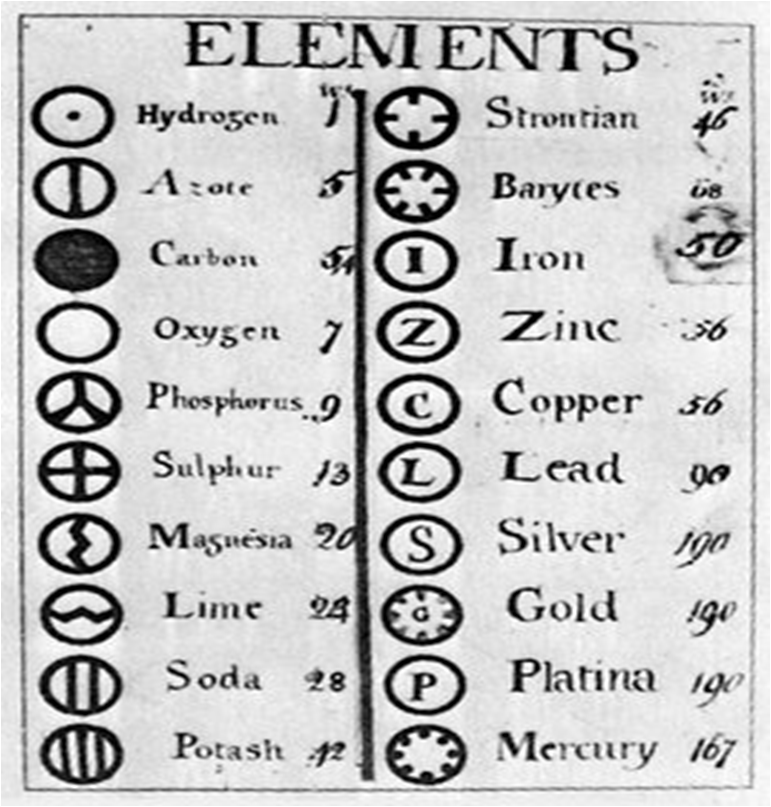 ELEMENTS
Wt
Hydrogen 1
Azote 5
Carbon 54
Oxygen 7
Phosphorus 9
Sulphur 13
Magnesia 20
Lime 24
Soda 28
Potash 42
Wt
Strontian 46
Barytes 68
I Iron 50
Z Zinc 56
C Copper 56
L Lead 90
S Silver 190
G Gold 190
P Platina 190
Mercury 167